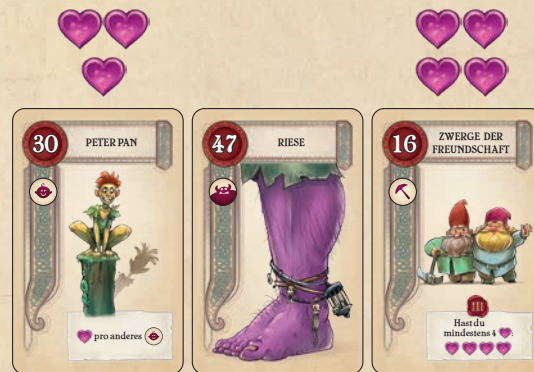 30
PETER PAN
pro anderes
47
RIESE
16
ZWERGE DER
FREUNDSCHAFT
III
Hast du
mindestens 4 :